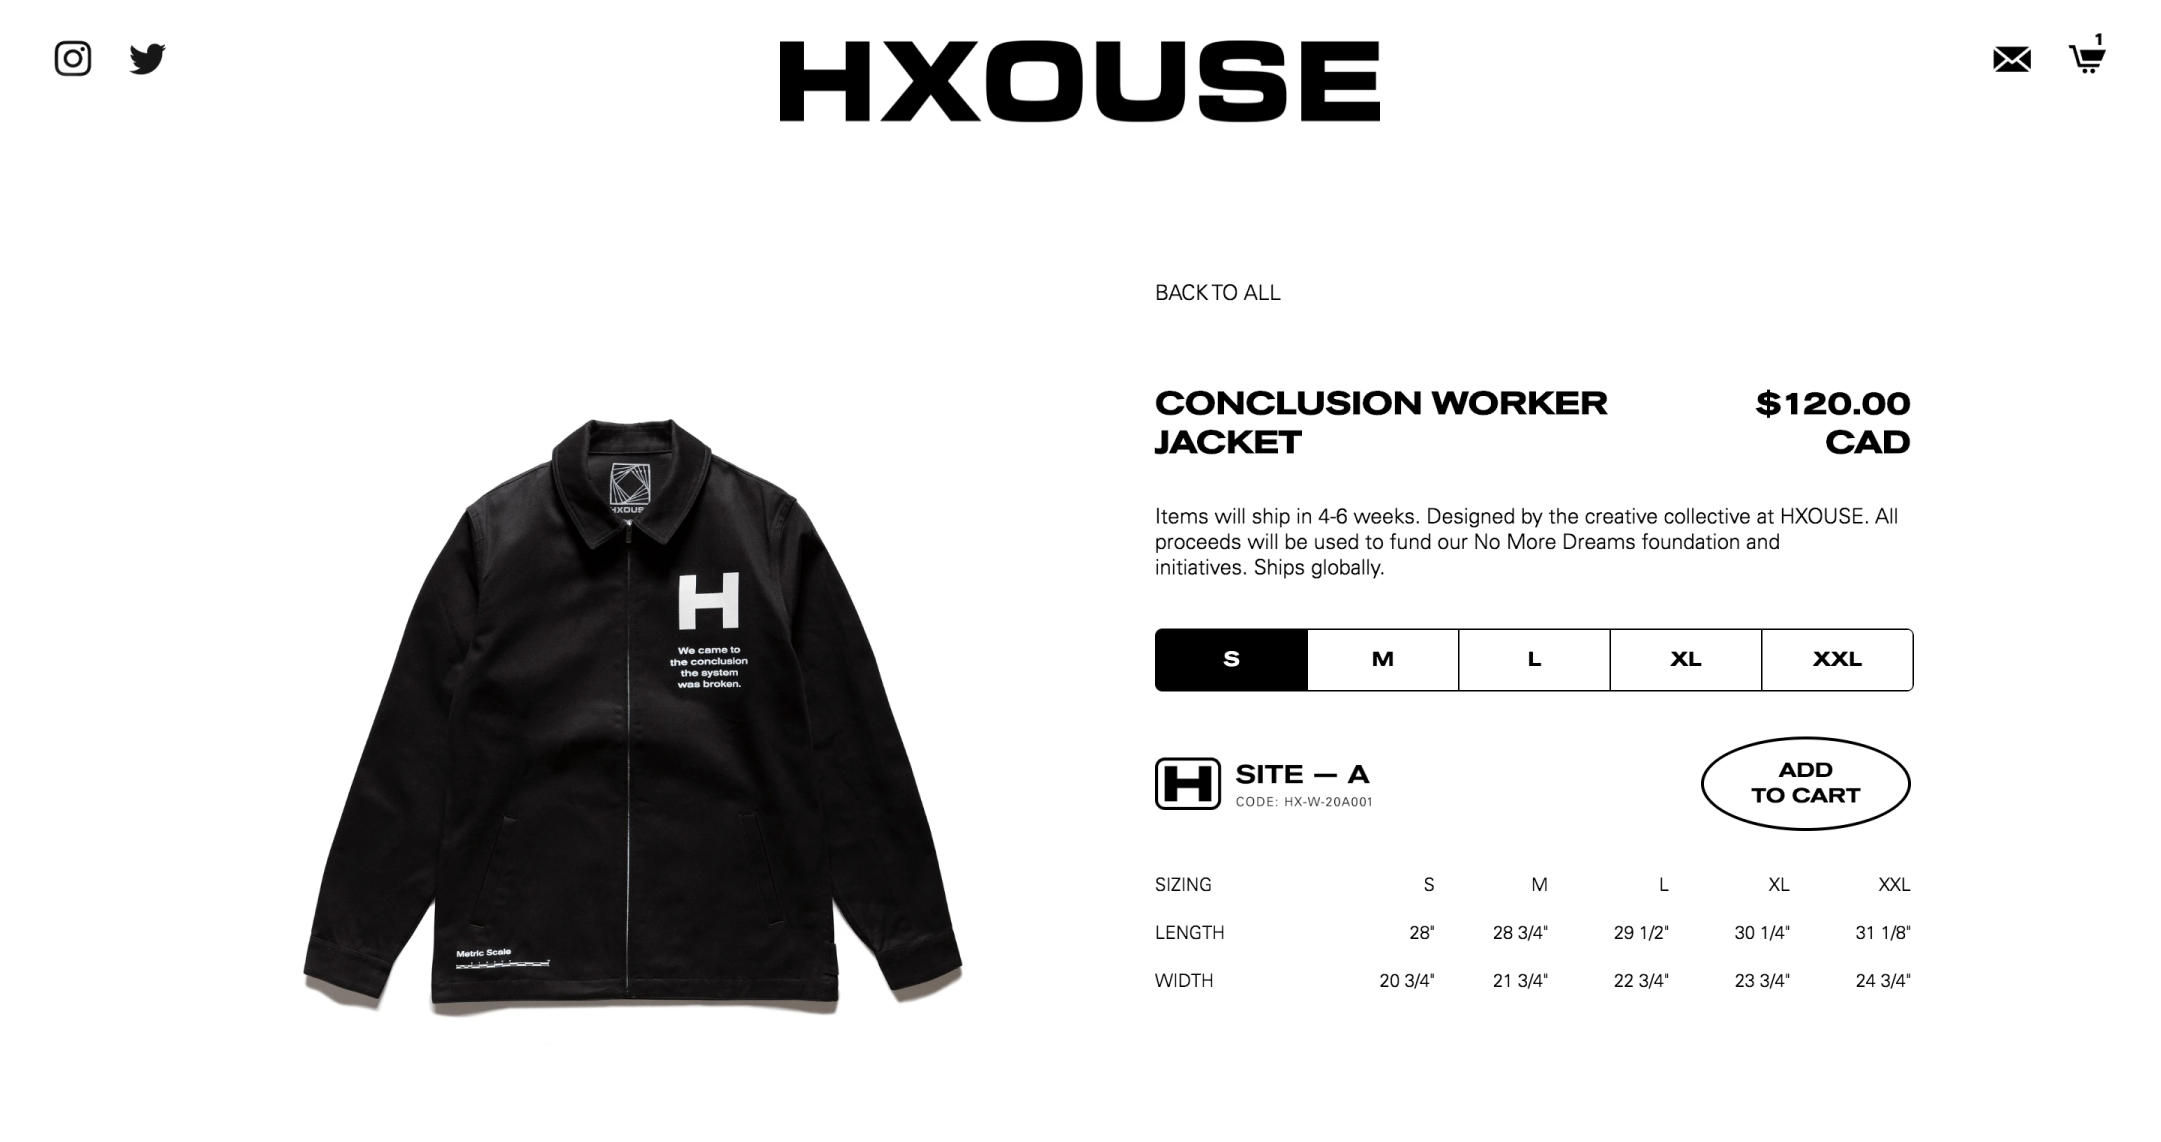 HXOUSE
1
BACK TO ALL
CONCLUSION WORKER
JACKET
$120.00
CAD
Items will ship in 4-6 weeks. Designed by the creative collective at HXOUSE. All
proceeds will be used to fund our No More Dreams foundation and
initiatives. Ships globally.
S M L XL XXL
H
SITE — A
CODE: HX-W-20A001
ADD
TO CART
SIZING S M L XL XXL
LENGTH 28" 28 3/4" 29 1/2" 30 1/4" 31 1/8"
WIDTH 20 3/4" 21 3/4" 22 3/4" 23 3/4" 24 3/4"
HXOUS
H
We came to
the conclusion
the system
was broken.
Metric Scale